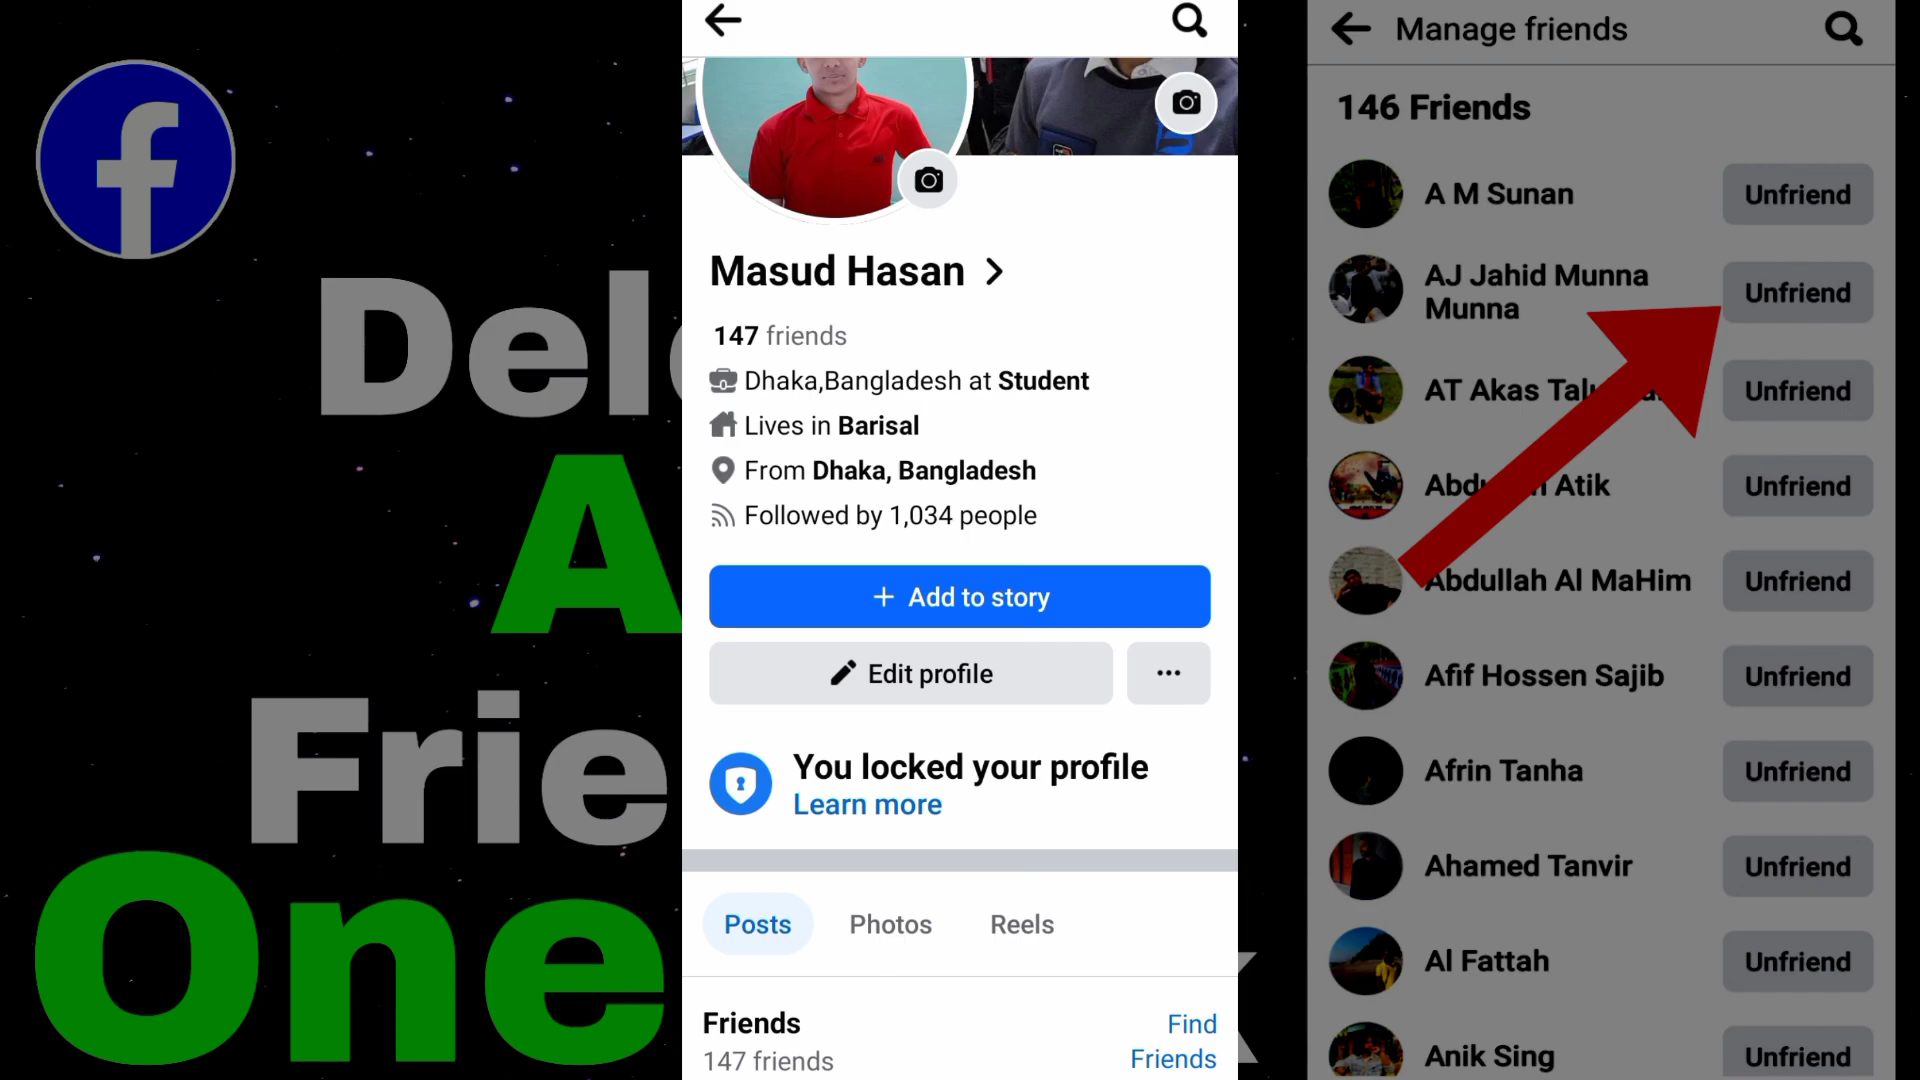 f
Dele
A
Frie
One
Masud Hasan
147 friends
Dhaka,Bangladesh at Student
Lives in Barisal
From Dhaka, Bangladesh
Followed by 1,034 people
+ Add to story
Edit profile
You locked your profile
Learn more
Posts Photos Reels
Friends
147 friends
Find
Friends
Manage friends
146 Friends
A M Sunan Unfriend
AJ Jahid Munna
Munna
Unfriend
AT Akas Unfriend
Atik Unfriend
Abdullah Al MaHim Unfriend
Afif Hossen Sajib Unfriend
Afrin Tanha Unfriend
Ahamed Tanvir Unfriend
Al Fattah Unfriend
Anik Sing Unfriend